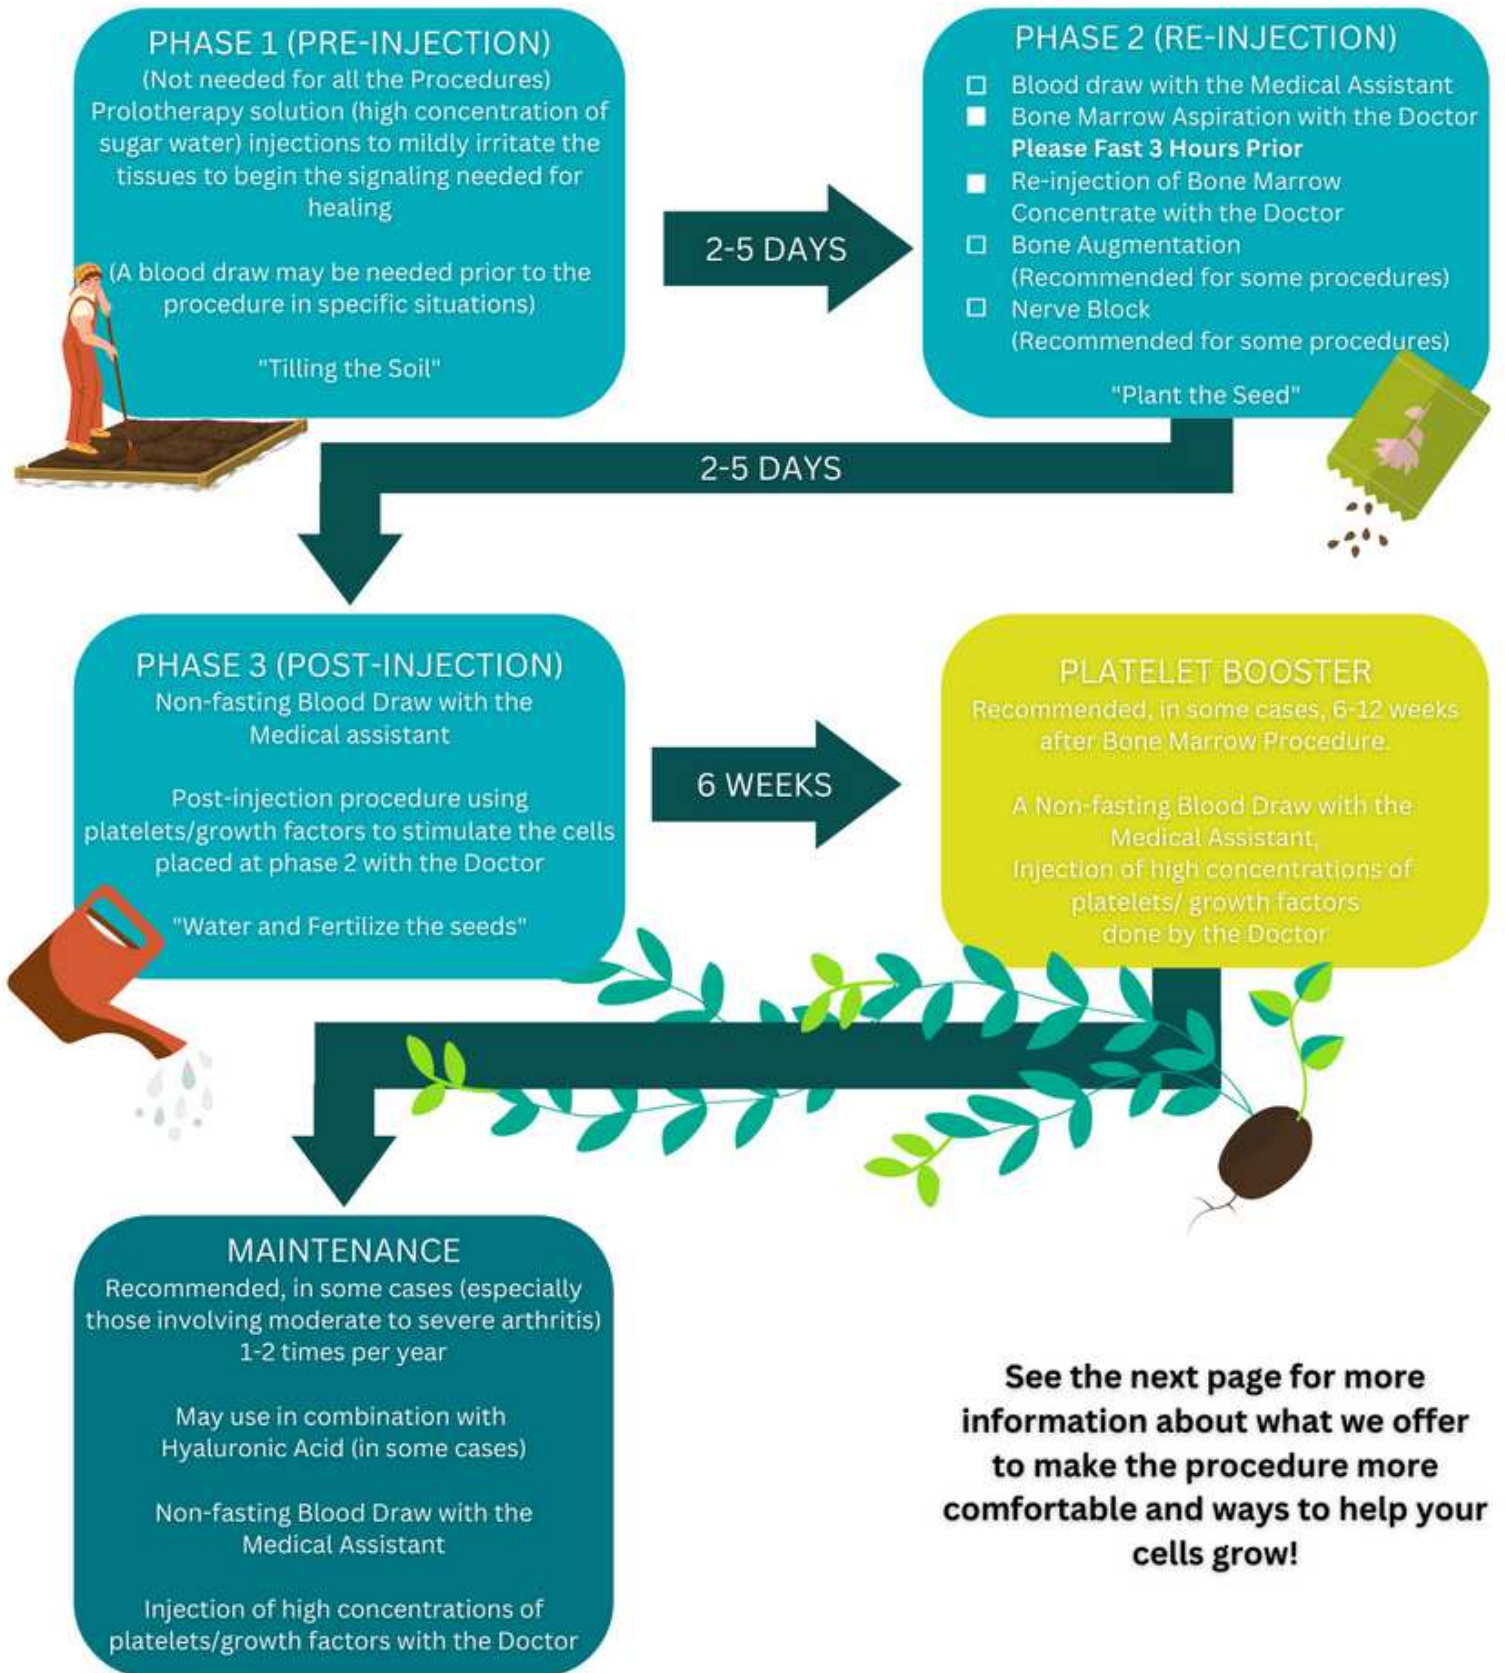 PHASE 1 (PRE-INJECTION)
(Not needed for all the Procedures)
Prolotherapy solution (high concentration of
sugar water) injections to mildly irritate the
tissues to begin the signaling needed for
healing
(A blood draw may be needed prior to the
procedure in specific situations)
"Tilling the Soil"
2-5 DAYS
PHASE 2 (RE-INJECTION)
Blood draw with the Medical Assistant
Bone Marrow Aspiration with the Doctor
Please Fast 3 Hours Prior
Re-injection of Bone Marrow
Concentrate with the Doctor
Bone Augmentation
(Recommended for some procedures)
Nerve Block
(Recommended for some procedures)
"Plant the Seed"
2-5 DAYS
PHASE 3 (POST-INJECTION)
Non-fasting Blood Draw with the
Medical assistant
Post-injection procedure using
platelets/growth factors to stimulate the cells
placed at phase 2 with the Doctor
"Water and Fertilize the seeds"
6 WEEKS
PLATELET BOOSTER
Recommended, in some cases, 6-12 weeks
after Bone Marrow Procedure.
A Non-fasting Blood Draw with the
Medical Assistant,
Injection of high concentrations of
platelets/ growth factors
done by the Doctor
MAINTENANCE
Recommended, in some cases (especially
those involving moderate to severe arthritis)
1-2 times per year
May use in combination with
Hyaluronic Acid (in some cases)
Non-fasting Blood Draw with the
Medical Assistant
Injection of high concentrations of
platelets/growth factors with the Doctor
See the next page for more
information about what we offer
to make the procedure more
comfortable and ways to help your
cells grow!